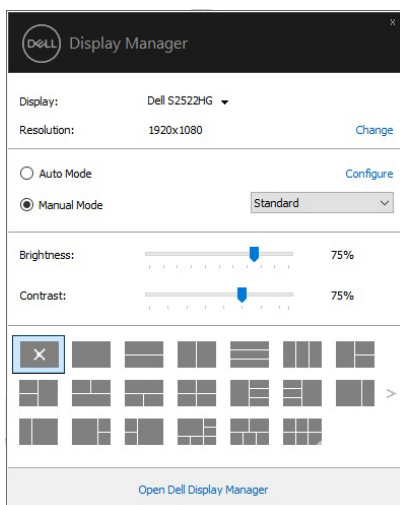 x
DELL Display Manager
Display: Dell S2522HG
Resolution: 1920x1080 Change
Auto Mode Configure
Manual Mode Standard
Brightness: 75%
Contrast: 75%
>
Open Dell Display Manager